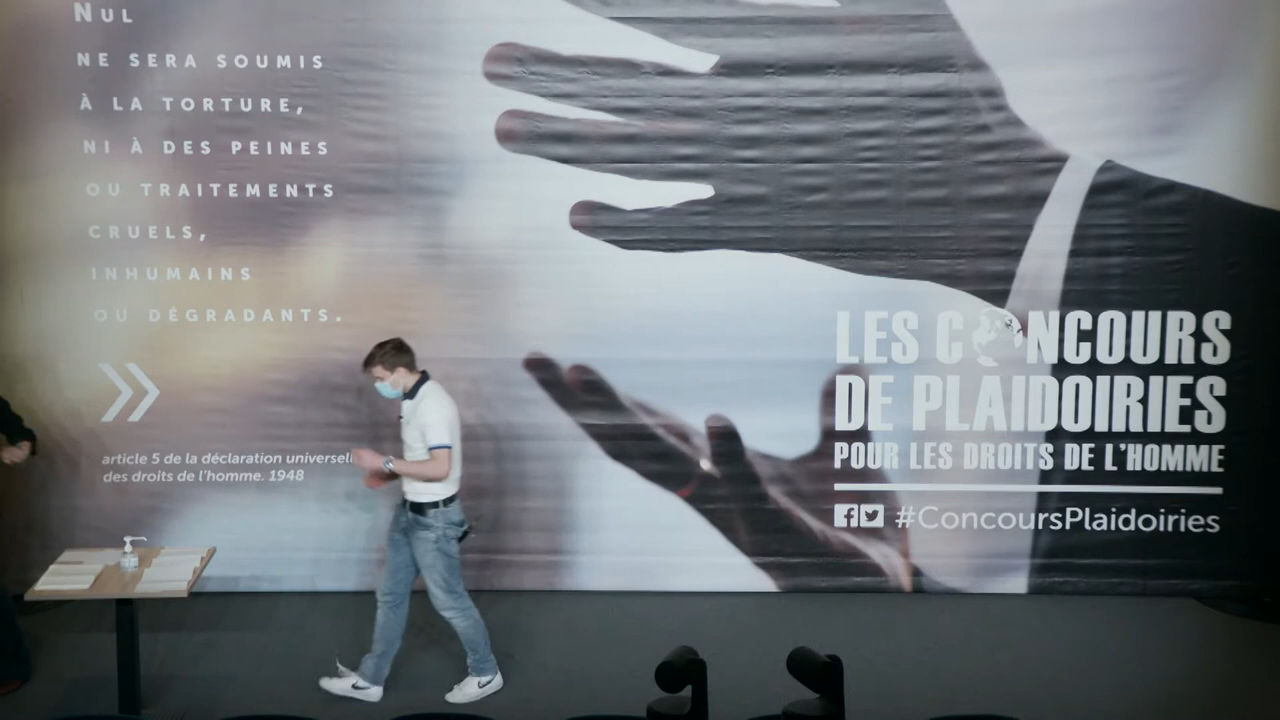 NUL
NE SERA SOUMIS
À LA TORTURE,
NI À DES PEINES
OU TRAITEMENTS
CRUELS,
INHUMAINS
OU DÉGRADANTS.
article 5 de la déclaration universell
des droits de l'homme. 1948
LES CONCOURS
DE PLAIDOIRIES
POUR LES DROITS DE L'HOMME
#ConcoursPlaidoiries